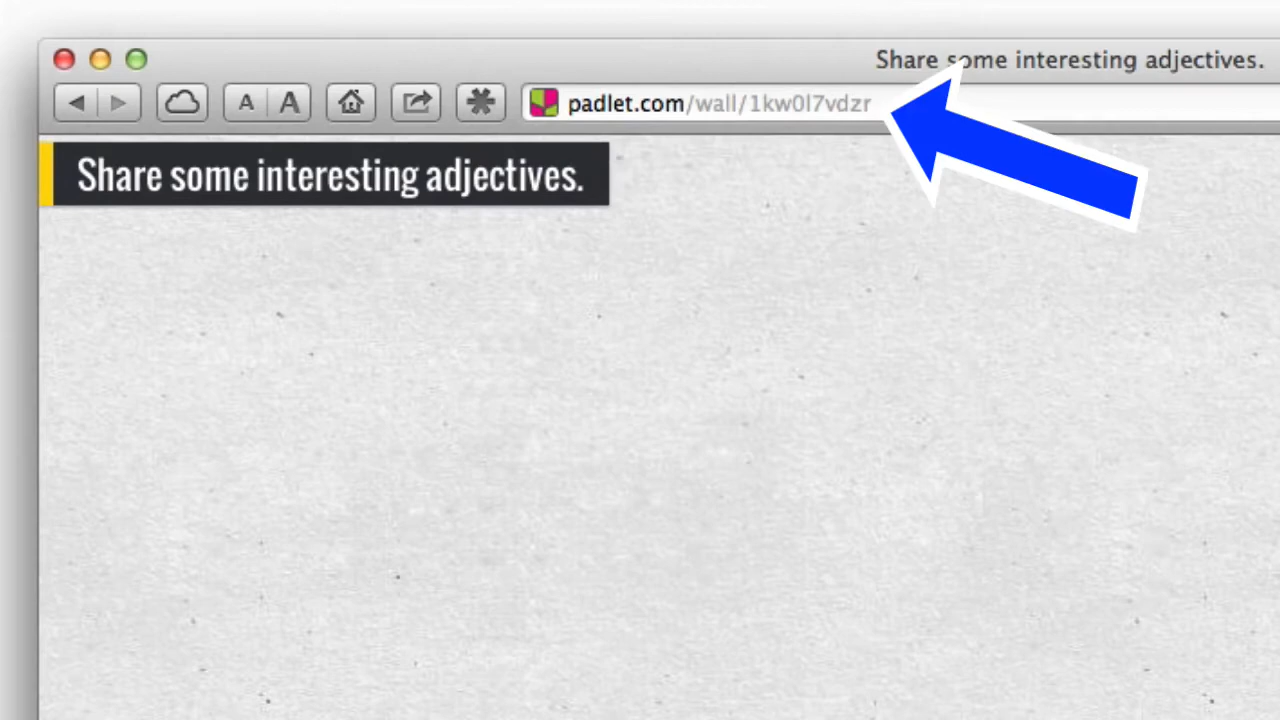 Share some interesting adjectives.
A A
padlet.com/wall/1kw0l7vdzr
Share some interesting adjectives.